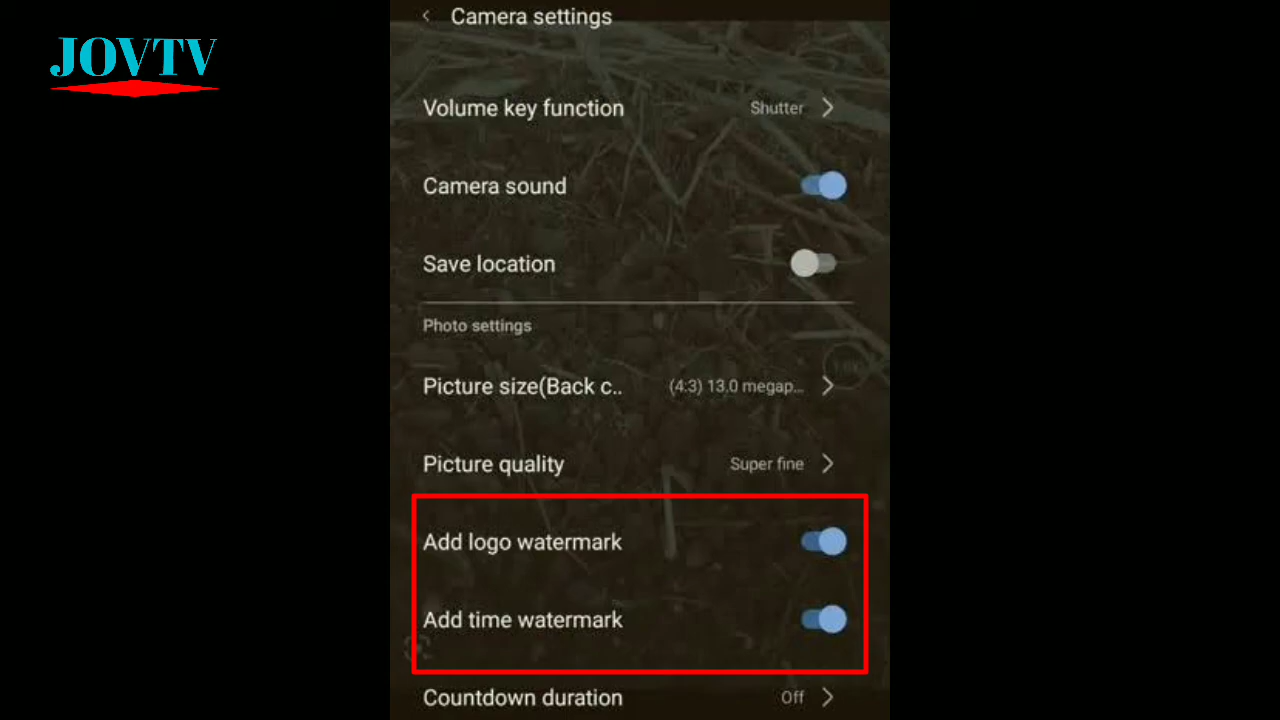 Camera settings
JOVTV
Volume key function Shutter
Camera sound
Save location
Photo settings
Picture size(Back c.. (4:3) 13.0 megap...
Picture quality Super fine
Add logo watermark
Add time watermark
Countdown duration Off